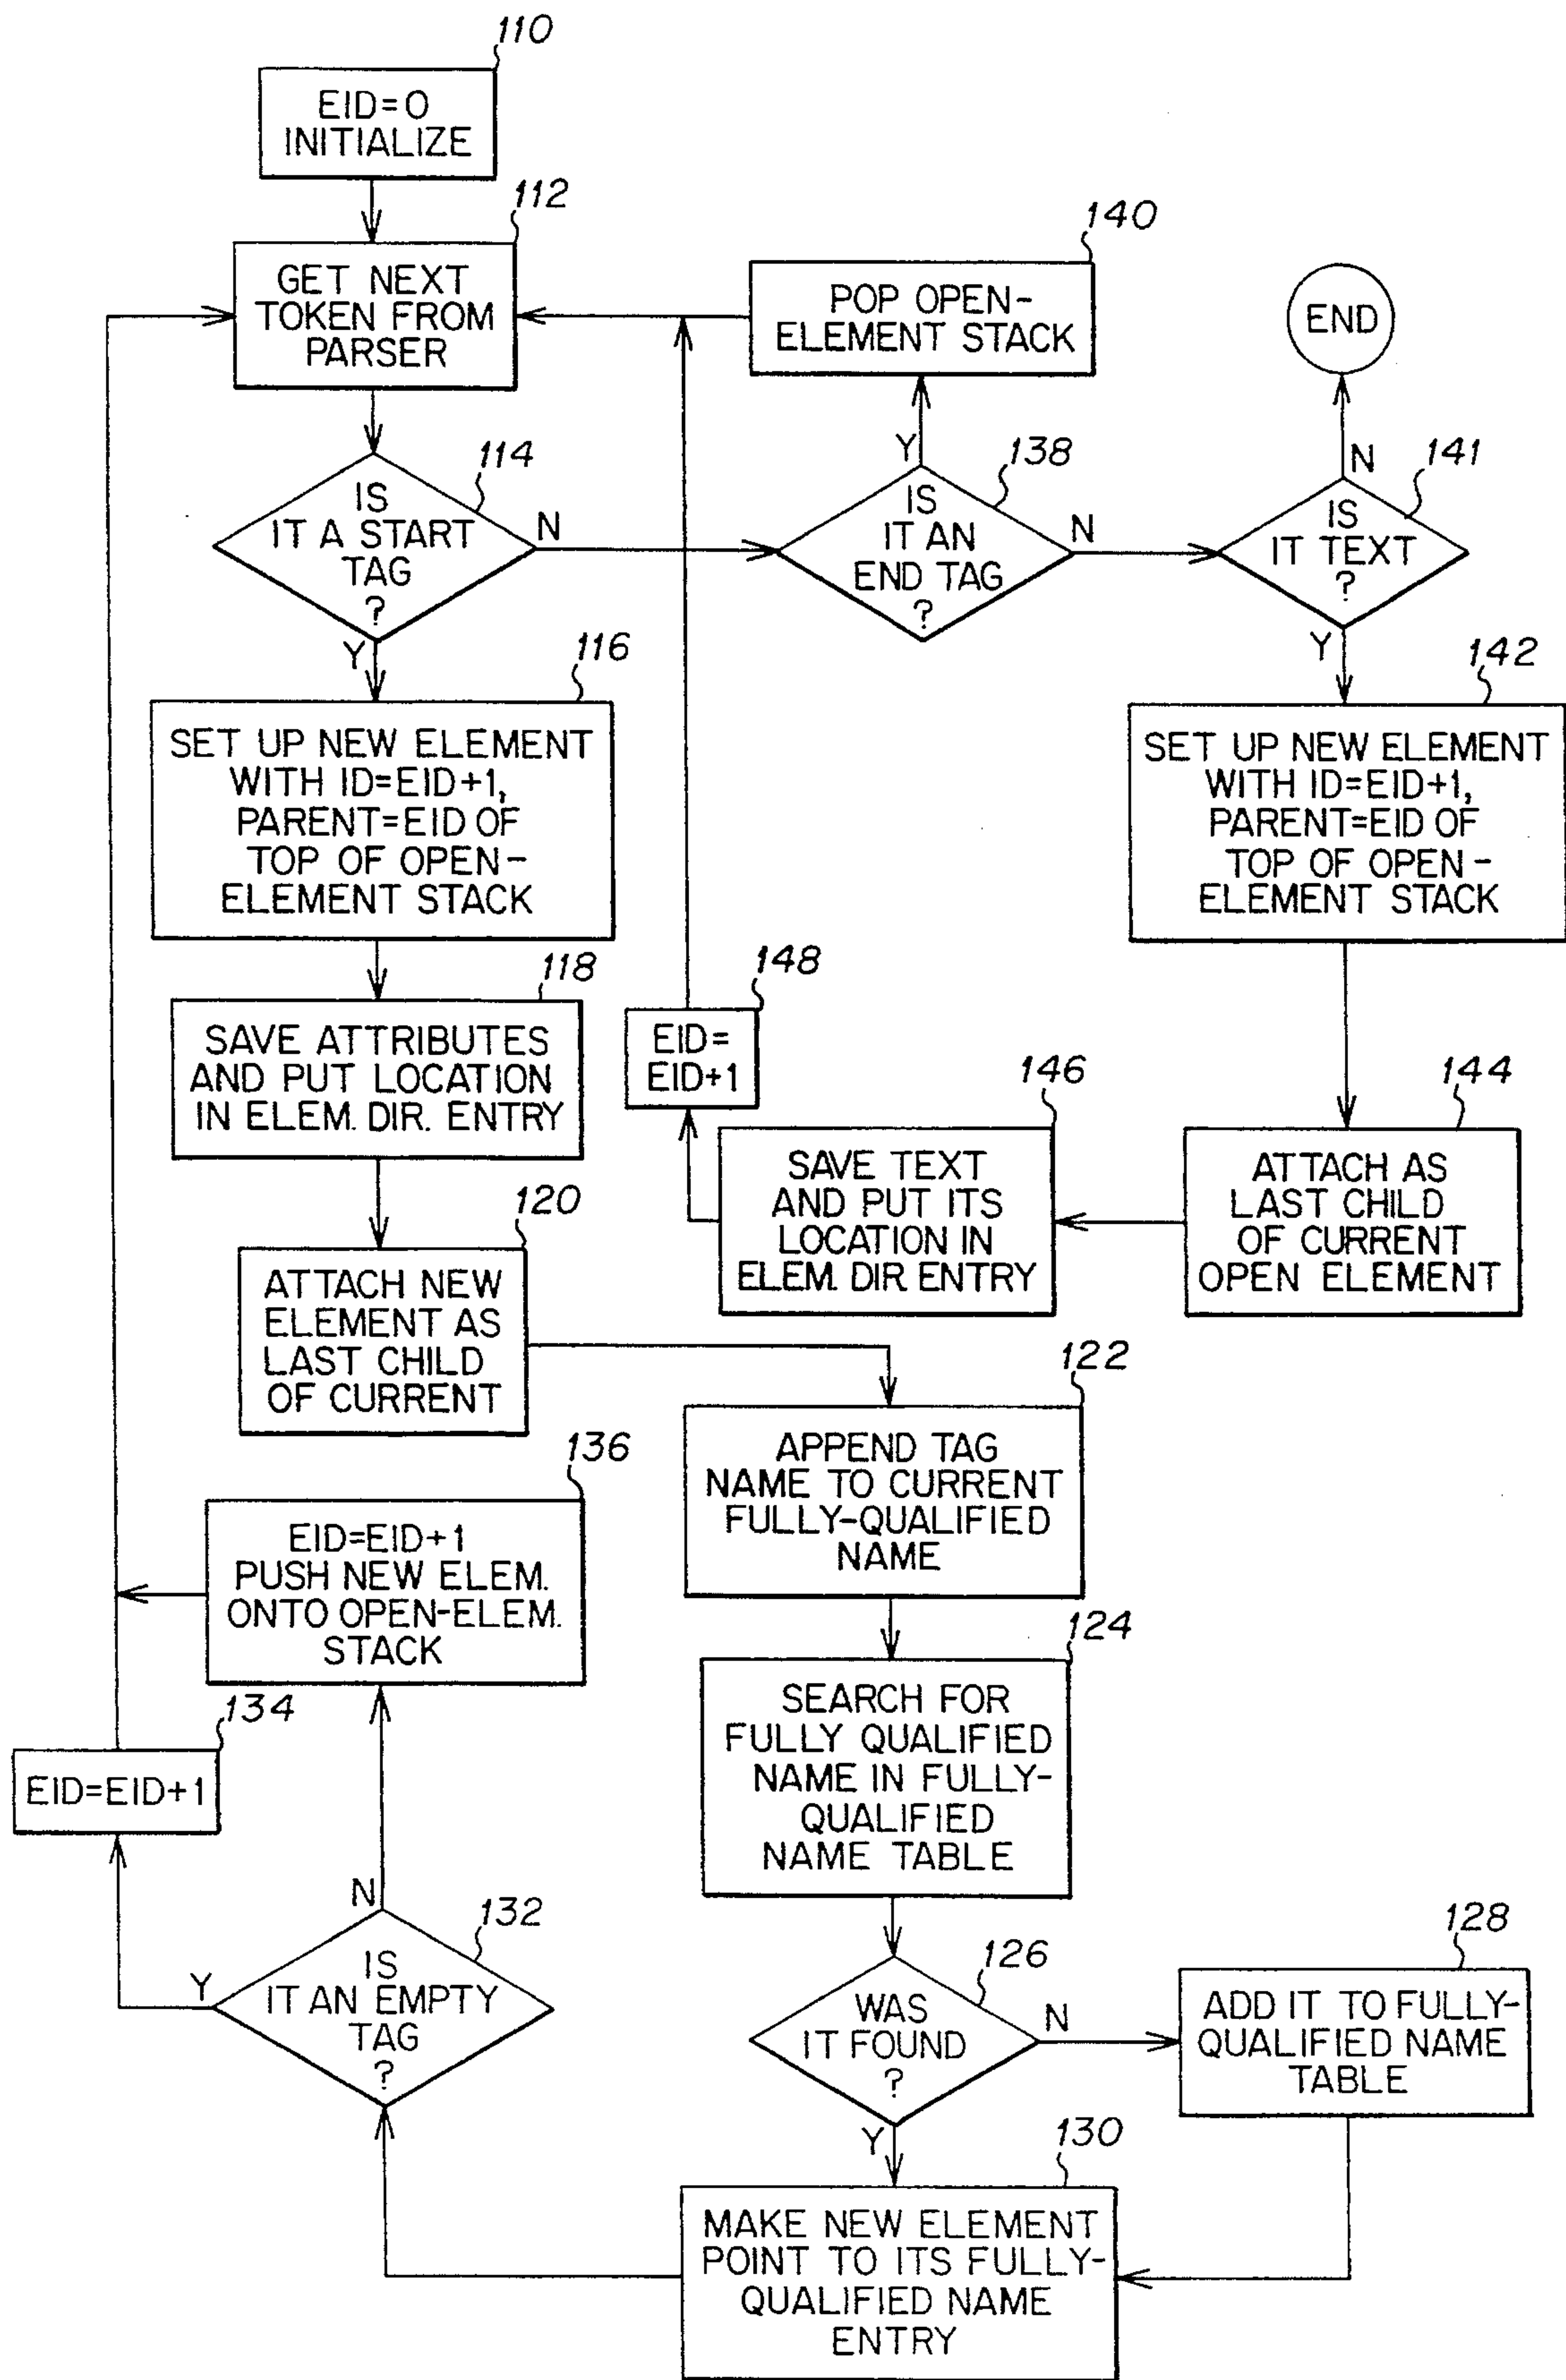 110
EID=0
INITIALIZE
112
GET NEXT
TOKEN FROM
PARSER
140
POP OPEN-
ELEMENT STACK
END
114
IS
IT A START
TAG
?
N
Y
138
Y
IS
IT AN
END TAG
?
N
141
N
IS
IT TEXT
?
Y
116
SET UP NEW ELEMENT
WITH ID=EID+1,
PARENT=EID OF
TOP OF OPEN-
ELEMENT STACK
142
SET UP NEW ELEMENT
WITH ID=EID+1,
PARENT=EID OF
TOP OF OPEN-
ELEMENT STACK
118
SAVE ATTRIBUTES
AND PUT LOCATION
IN ELEM. DIR. ENTRY
148
EID=
EID+1
146
SAVE TEXT
AND PUT ITS
LOCATION IN
ELEM. DIR ENTRY
144
ATTACH AS
LAST CHILD
OF CURRENT
OPEN ELEMENT
120
ATTACH NEW
ELEMENT AS
LAST CHILD
OF CURRENT
122
APPEND TAG
NAME TO CURRENT
FULLY-QUALIFIED
NAME
136
EID=EID+1
PUSH NEW ELEM.
ONTO OPEN-ELEM.
STACK
124
SEARCH FOR
FULLY QUALIFIED
NAME IN FULLY-
QUALIFIED
NAME TABLE
134
EID=EID+1
132
N
Y
IS
IT AN EMPTY
TAG
?
126
WAS
IT FOUND
?
N
Y
128
ADD IT TO FULLY-
QUALIFIED NAME
TABLE
130
MAKE NEW ELEMENT
POINT TO ITS FULLY-
QUALIFIED NAME
ENTRY